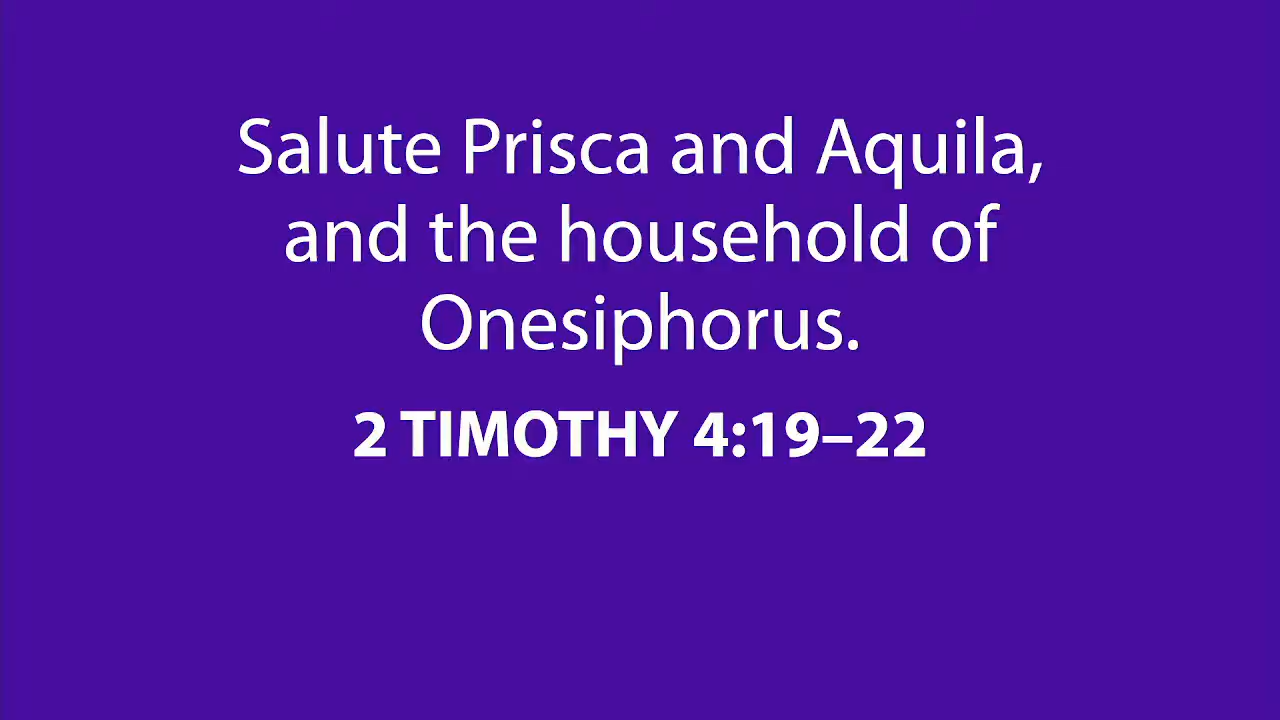 Salute Prisca and Aquila,
and the household of
Onesiphorus.
2 TIMOTHY 4:19–22